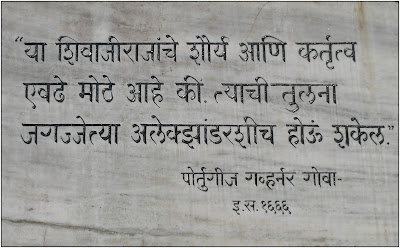 “या शिवाजीराजांचे शौर्य आणि कर्तृत्व
एवढे मोठे आहे कीं. त्याची तुलना
जगज्जेत्या अलेक्झांडरशीच होऊं शकेल.”
पोर्तुगीज गव्हर्नर गोवा-
इ.स.१६६६